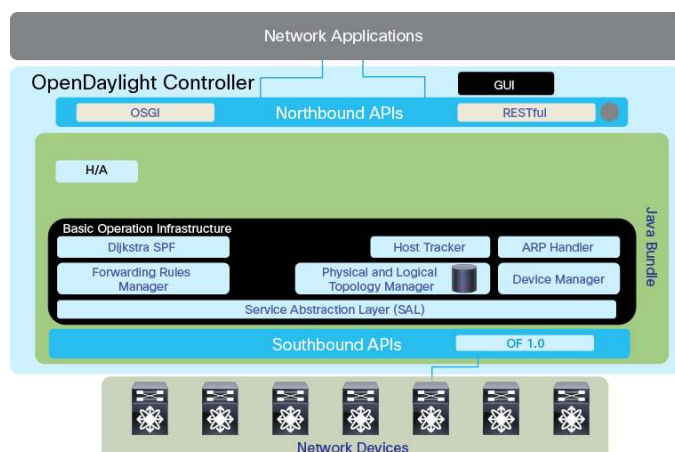 Network Applications
OpenDaylight Controller
GUI
OSGI
Northbound APIs
RESTful
H/A
Java Bundle
Basic Operation Infrastructure
Dijkstra SPF
Host Tracker
ARP Handler
Forwarding Rules
Manager
Physical and Logical
Topology Manager
Device Manager
Service Abstraction Layer (SAL)
Southbound APIs
OF 1.0
Network Devices